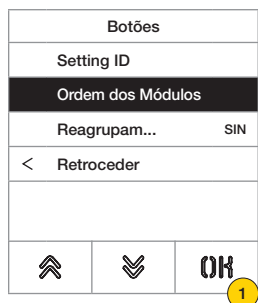 Botões
Setting ID
Ordem dos Módulos
Reagrupam... SIN
< Retroceder
OK
1